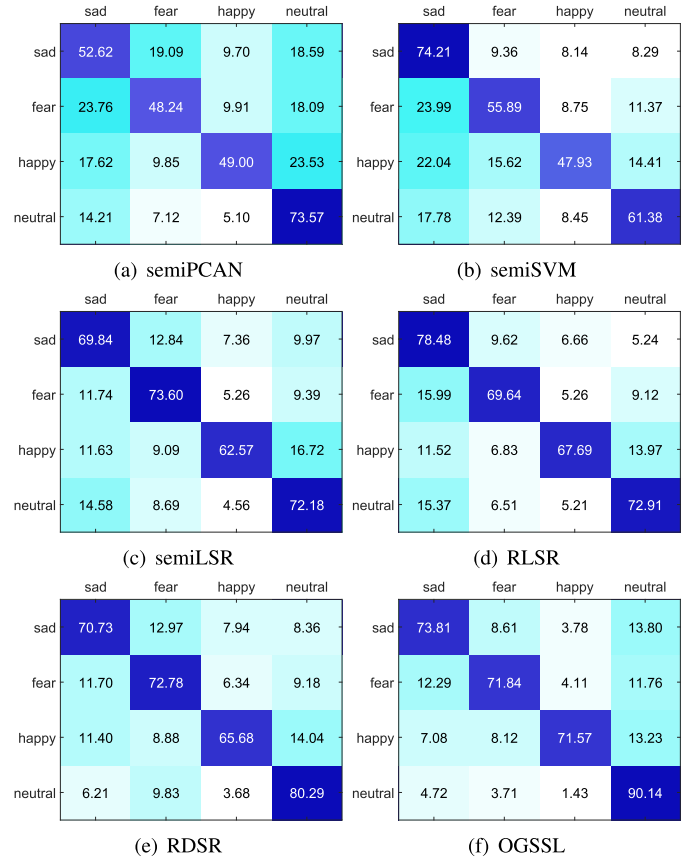 sad fear happy neutral
sad 52.62 19.09 9.70 18.59
fear 23.76 48.24 9.91 18.09
happy 17.62 9.85 49.00 23.53
neutral 14.21 7.12 5.10 73.57
(a) semiPCAN
sad fear happy neutral
sad 74.21 9.36 8.14 8.29
fear 23.99 55.89 8.75 11.37
happy 22.04 15.62 47.93 14.41
neutral 17.78 12.39 8.45 61.38
(b) semiSVM
sad fear happy neutral
sad 69.84 12.84 7.36 9.97
fear 11.74 73.60 5.26 9.39
happy 11.63 9.09 62.57 16.72
neutral 14.58 8.69 4.56 72.18
(c) semiLSR
sad fear happy neutral
sad 78.48 9.62 6.66 5.24
fear 15.99 69.64 5.26 9.12
happy 11.52 6.83 67.69 13.97
neutral 15.37 6.51 5.21 72.91
(d) RLSR
sad fear happy neutral
sad 70.73 12.97 7.94 8.36
fear 11.70 72.78 6.34 9.18
happy 11.40 8.88 65.68 14.04
neutral 6.21 9.83 3.68 80.29
(e) RDSR
sad fear happy neutral
sad 73.81 8.61 3.78 13.80
fear 12.29 71.84 4.11 11.76
happy 7.08 8.12 71.57 13.23
neutral 4.72 3.71 1.43 90.14
(f) OGSSL